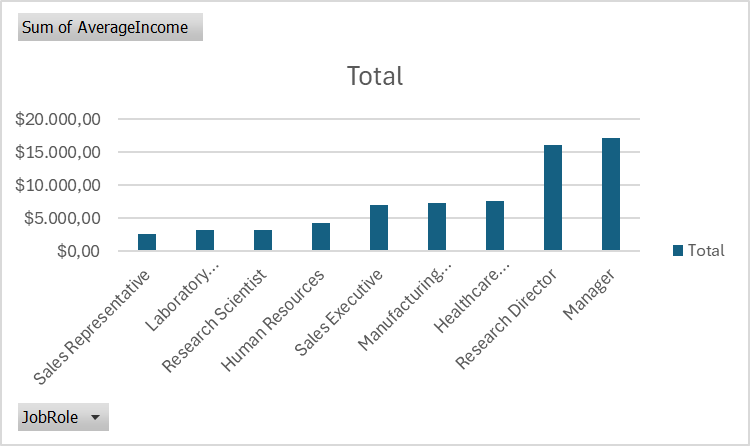 Sum of AverageIncome
Total
$20.000,00
$15.000,00
$10.000,00
$5.000,00
$0,00
Sales Representative
Laboratory...
Research Scientist
Human Resources
Sales Executive
Manufacturing...
Healthcare...
Research Director
Manager
Total
JobRole